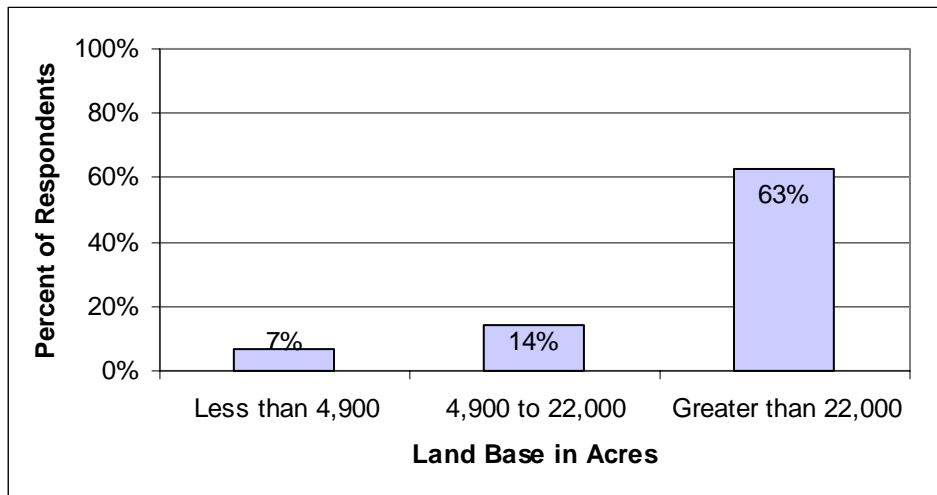 Percent of Respondents
100%
80%
60%
40%
20%
0%
7%
14%
63%
Less than 4,900
4,900 to 22,000
Greater than 22,000
Land Base in Acres